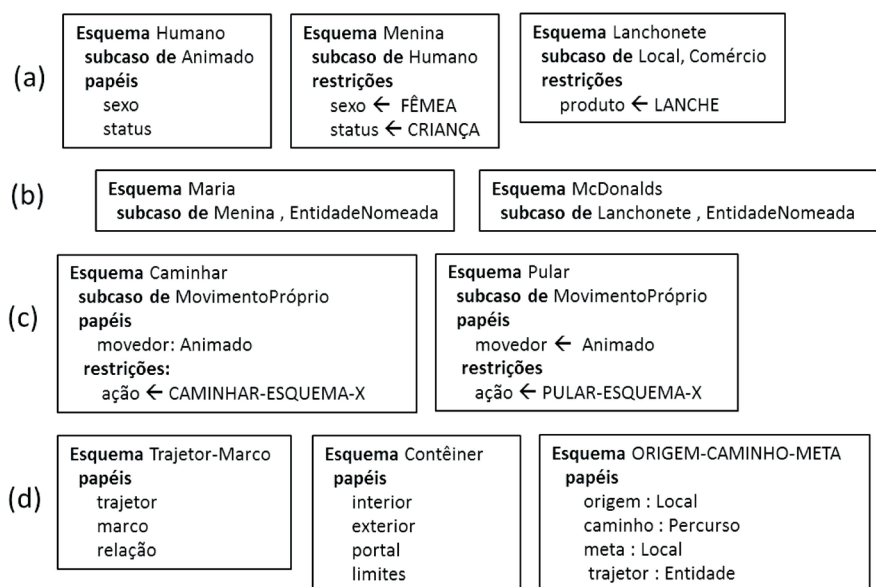 (a)
Esquema Humano
subcaso de Animado
papéis
sexo
status
Esquema Menina
subcaso de Humano
restrições
sexo ← FÊMEA
status ← CRIANÇA
Esquema Lanchonete
subcaso de Local, Comércio
restrições
produto ← LANCHE
(b)
Esquema Maria
subcaso de Menina , EntidadeNomeada
Esquema McDonalds
subcaso de Lanchonete , EntidadeNomeada
(c)
Esquema Caminhar
subcaso de MovimentoPróprio
papéis
movedor: Animado
restrições:
ação ← CAMINHAR-ESQUEMA-X
Esquema Pular
subcaso de MovimentoPróprio
papéis
movedor ← Animado
restrições
ação ← PULAR-ESQUEMA-X
(d)
Esquema Trajetor-Marco
papéis
trajetor
marco
relação
Esquema Contêiner
papéis
interior
exterior
portal
limites
Esquema ORIGEM-CAMINHO-META
papéis
origem : Local
caminho : Percurso
meta : Local
trajetor : Entidade